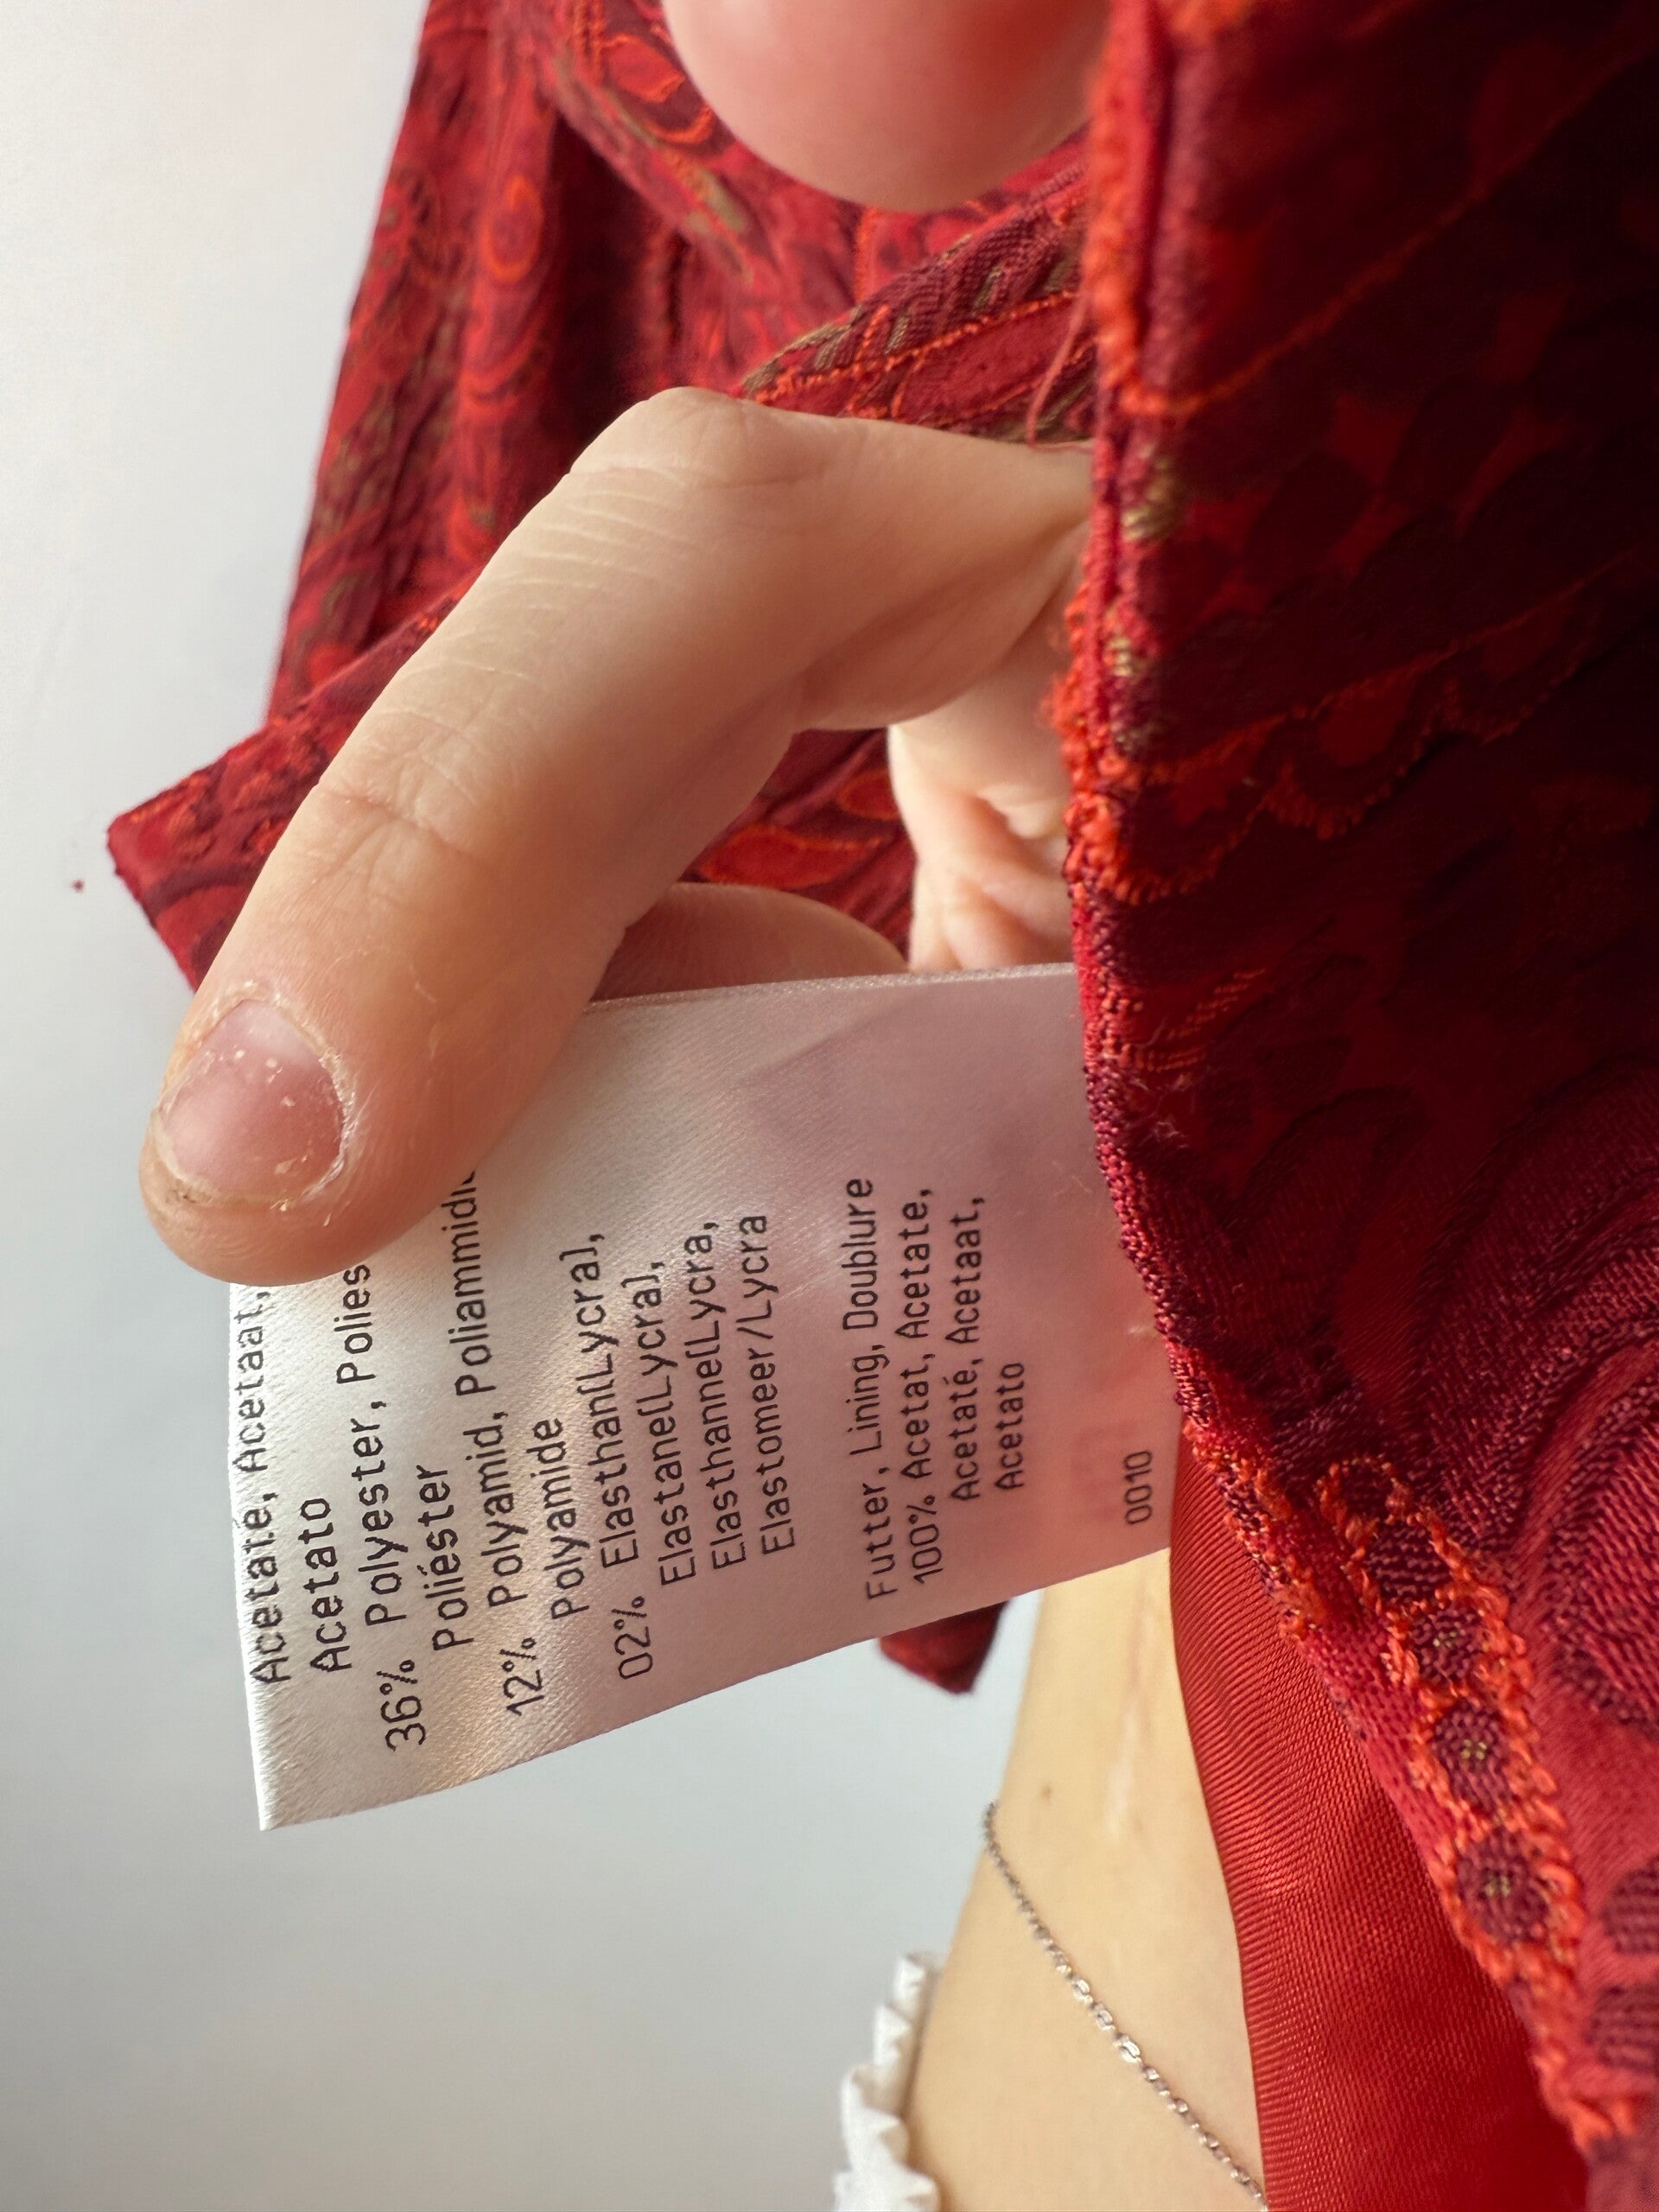 Acetate, Acetaat,
Acetato
36% Polyester, Polies
Poliéster
12% Polyamid, Poliammidic
Polyamide
02% Elasthan(Lycra),
Elastane(Lycra),
Elasthanne(Lycra,
Elastomeer/Lycra
Futter, Lining, Doublure
100% Acetat, Acetate,
Acetaté, Acetaat,
Acetato
0010